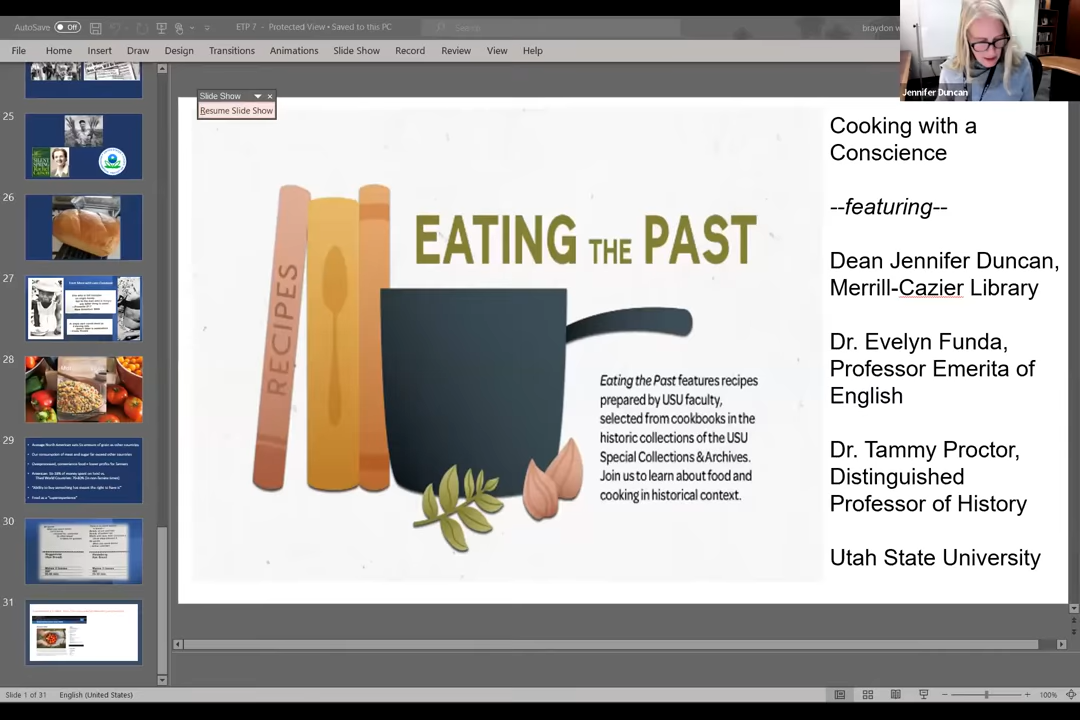 AutoSave Off ETP 7 - Protected View • Saved to this PC Search braydon w
File Home Insert Draw Design Transitions Animations Slide Show Record Review View Help
Jennifer Duncan
Slide Show
Resume Slide Show
25
26
27
28
29
30
31
RECIPES
EATING THE PAST
Eating the Past features recipes
prepared by USU faculty,
selected from cookbooks in the
historic collections of the USU
Special Collections & Archives.
Join us to learn about food and
cooking in historical context.
Cooking with a
Conscience
--featuring--
Dean Jennifer Duncan,
Merrill-Cazier Library
Dr. Evelyn Funda,
Professor Emerita of
English
Dr. Tammy Proctor,
Distinguished
Professor of History
Utah State University
Slide 1 of 31 English (United States) 100%